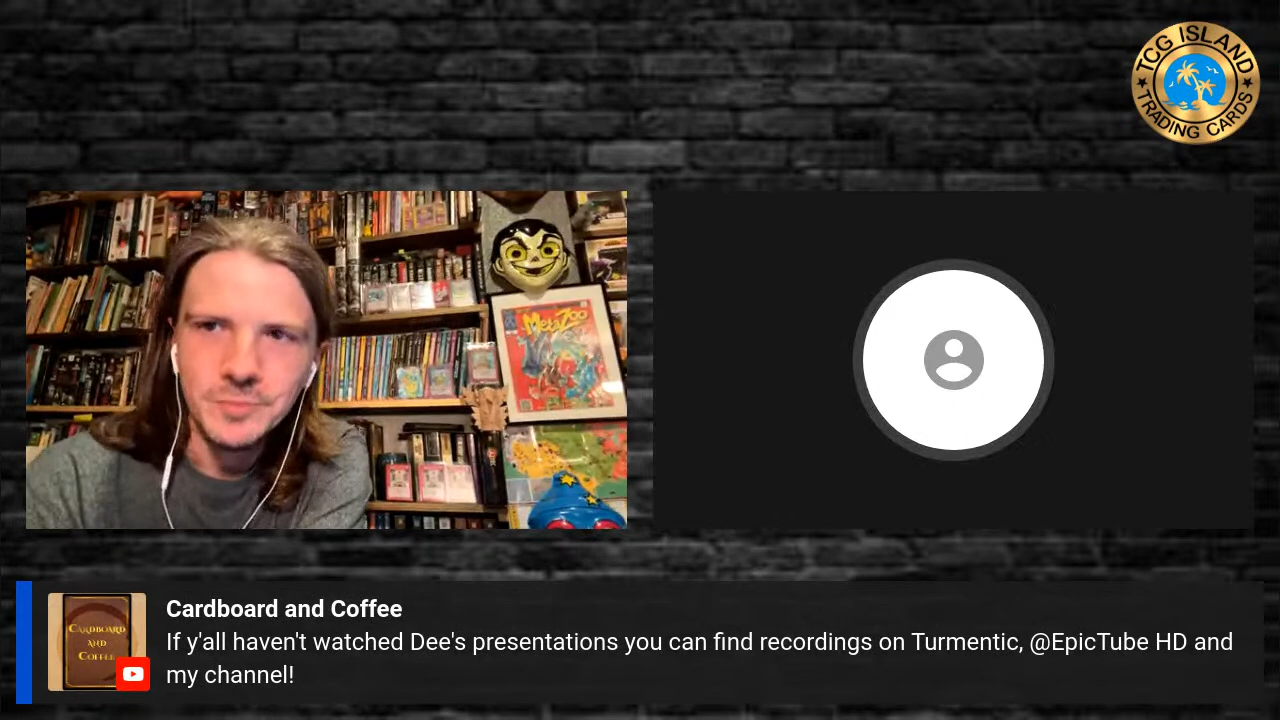 TCG ISLAND
TRADING CARDS
MetaZoo
Cardboard and Coffee
If y'all haven't watched Dee's presentations you can find recordings on Turmentic, @EpicTube HD and
my channel!
CARDBOARD
AND
COFFEE